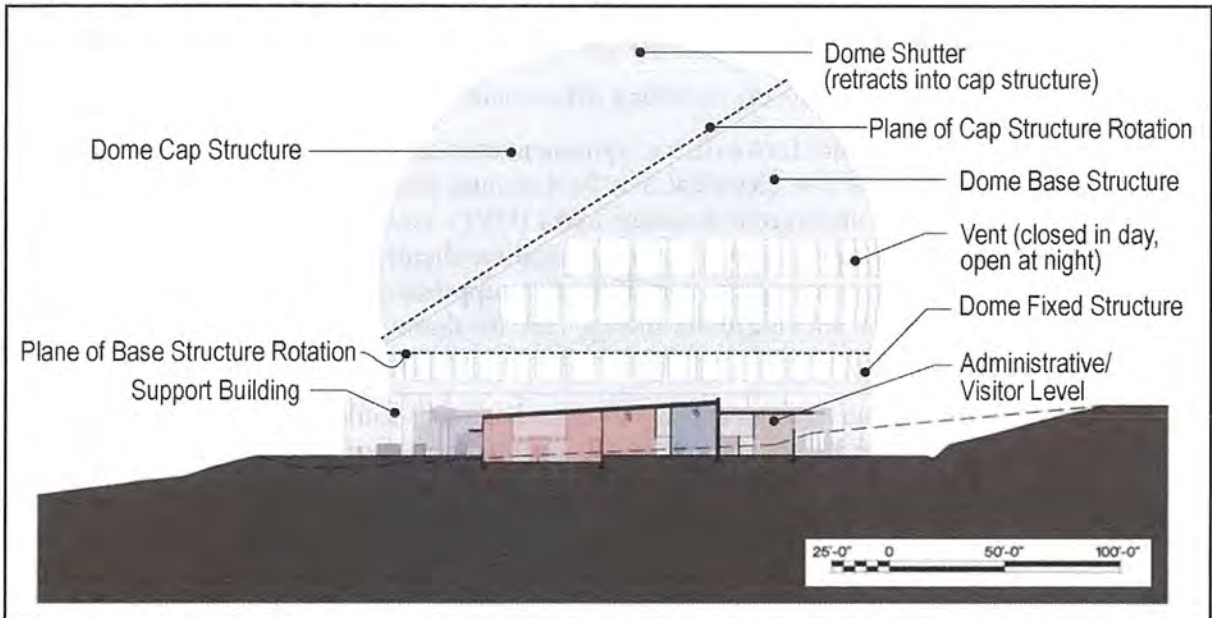 Dome Shutter
(retracts into cap structure)
Plane of Cap Structure Rotation
Dome Cap Structure
Dome Base Structure
Vent (closed in day,
open at night)
Dome Fixed Structure
Plane of Base Structure Rotation
Administrative/
Visitor Level
Support Building
25'-0" 0 50'-0" 100'-0"